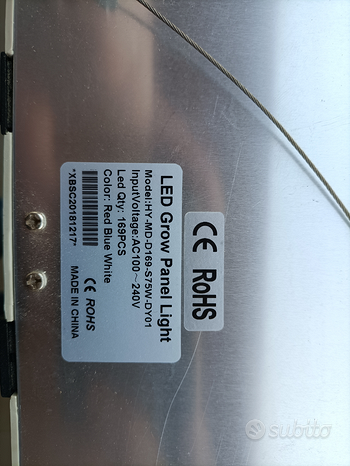 LED Grow Panel Light
Model:HY-MD-D169-S75W-DY01
InputVoltage:AC100～240V
Led Qty: 169PCS
Color: Red Blue White
*XBSC20181217*
CE ROHS
MADE IN CHINA
CE RoHS
subito